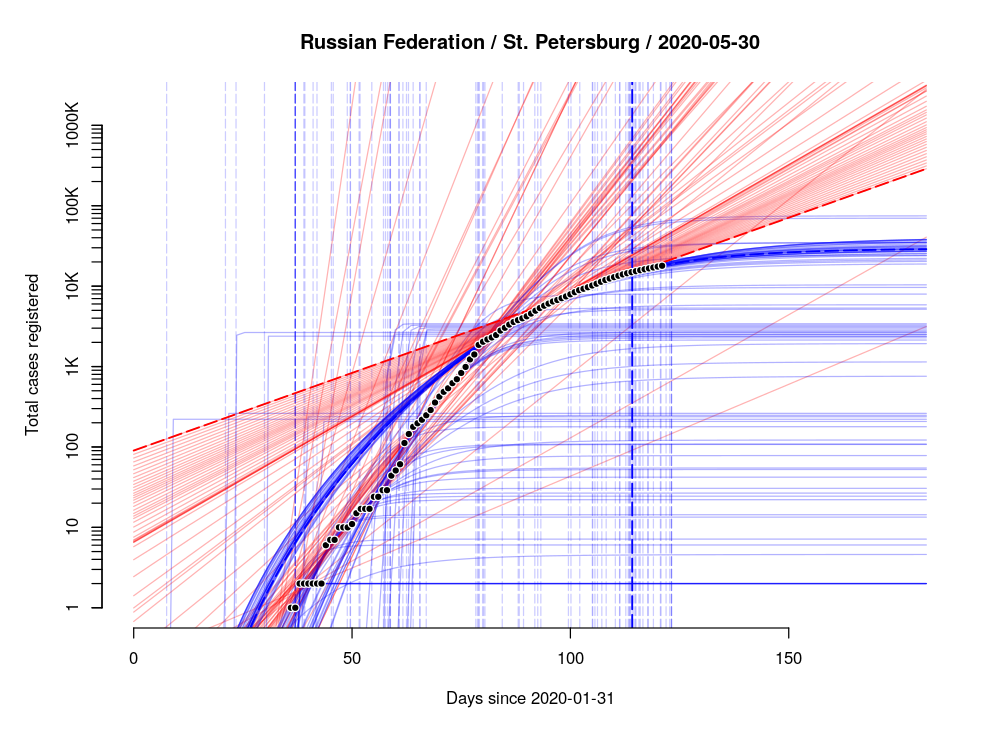 Russian Federation / St. Petersburg / 2020-05-30
Total cases registered
1000K
100K
10K
1K
100
10
1
0
50
100
150
Days since 2020-01-31